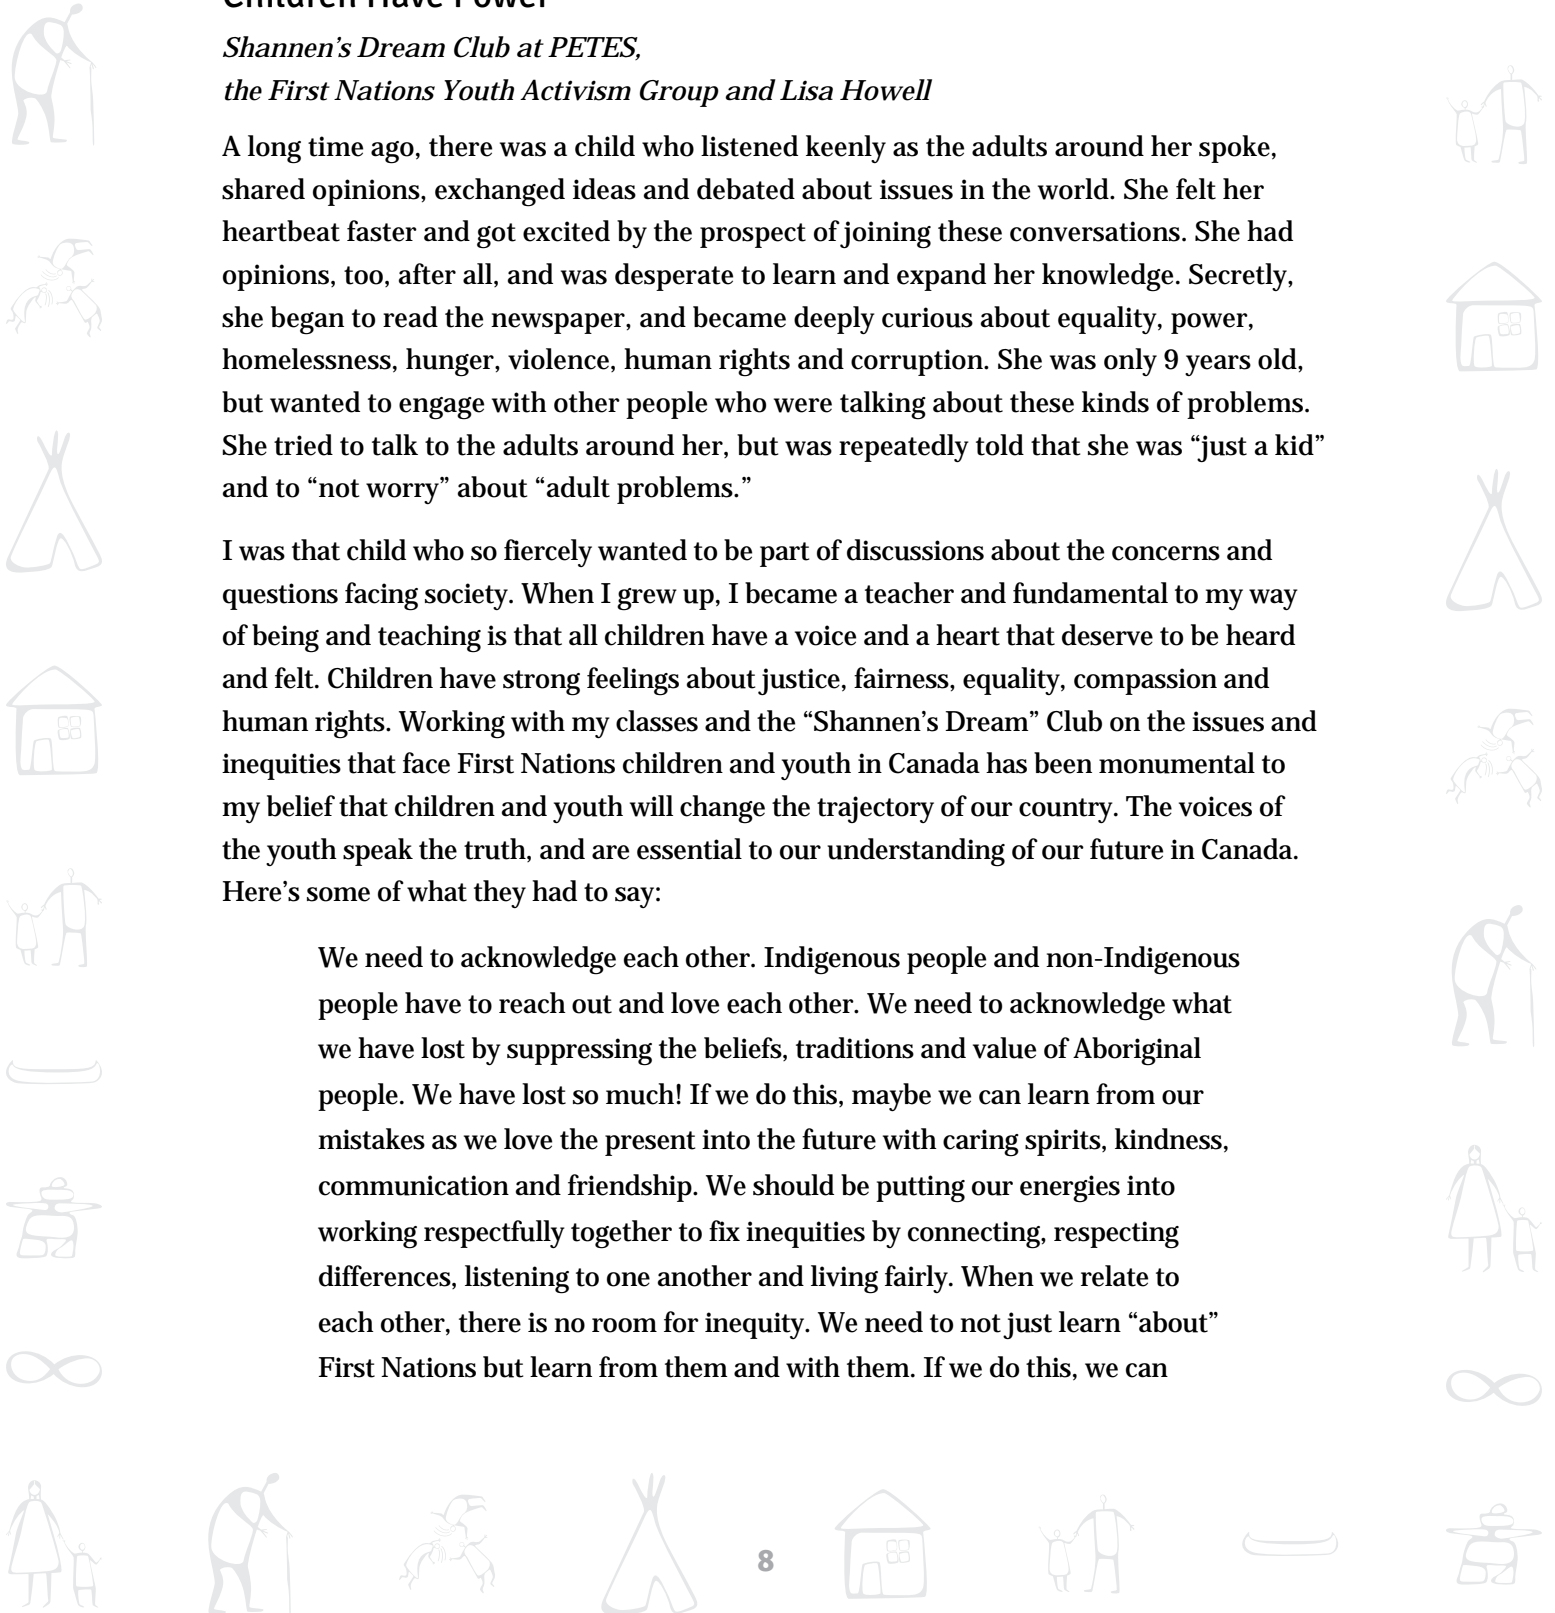 Children Have Power
Shannen’s Dream Club at PETES,
the First Nations Youth Activism Group and Lisa Howell
A long time ago, there was a child who listened keenly as the adults around her spoke,
shared opinions, exchanged ideas and debated about issues in the world. She felt her
heartbeat faster and got excited by the prospect of joining these conversations. She had
opinions, too, after all, and was desperate to learn and expand her knowledge. Secretly,
she began to read the newspaper, and became deeply curious about equality, power,
homelessness, hunger, violence, human rights and corruption. She was only 9 years old,
but wanted to engage with other people who were talking about these kinds of problems.
She tried to talk to the adults around her, but was repeatedly told that she was “just a kid”
and to “not worry” about “adult problems.”
I was that child who so fiercely wanted to be part of discussions about the concerns and
questions facing society. When I grew up, I became a teacher and fundamental to my way
of being and teaching is that all children have a voice and a heart that deserve to be heard
and felt. Children have strong feelings about justice, fairness, equality, compassion and
human rights. Working with my classes and the “Shannen’s Dream” Club on the issues and
inequities that face First Nations children and youth in Canada has been monumental to
my belief that children and youth will change the trajectory of our country. The voices of
the youth speak the truth, and are essential to our understanding of our future in Canada.
Here’s some of what they had to say:
We need to acknowledge each other. Indigenous people and non-Indigenous
people have to reach out and love each other. We need to acknowledge what
we have lost by suppressing the beliefs, traditions and value of Aboriginal
people. We have lost so much! If we do this, maybe we can learn from our
mistakes as we love the present into the future with caring spirits, kindness,
communication and friendship. We should be putting our energies into
working respectfully together to fix inequities by connecting, respecting
differences, listening to one another and living fairly. When we relate to
each other, there is no room for inequity. We need to not just learn “about”
First Nations but learn from them and with them. If we do this, we can
8